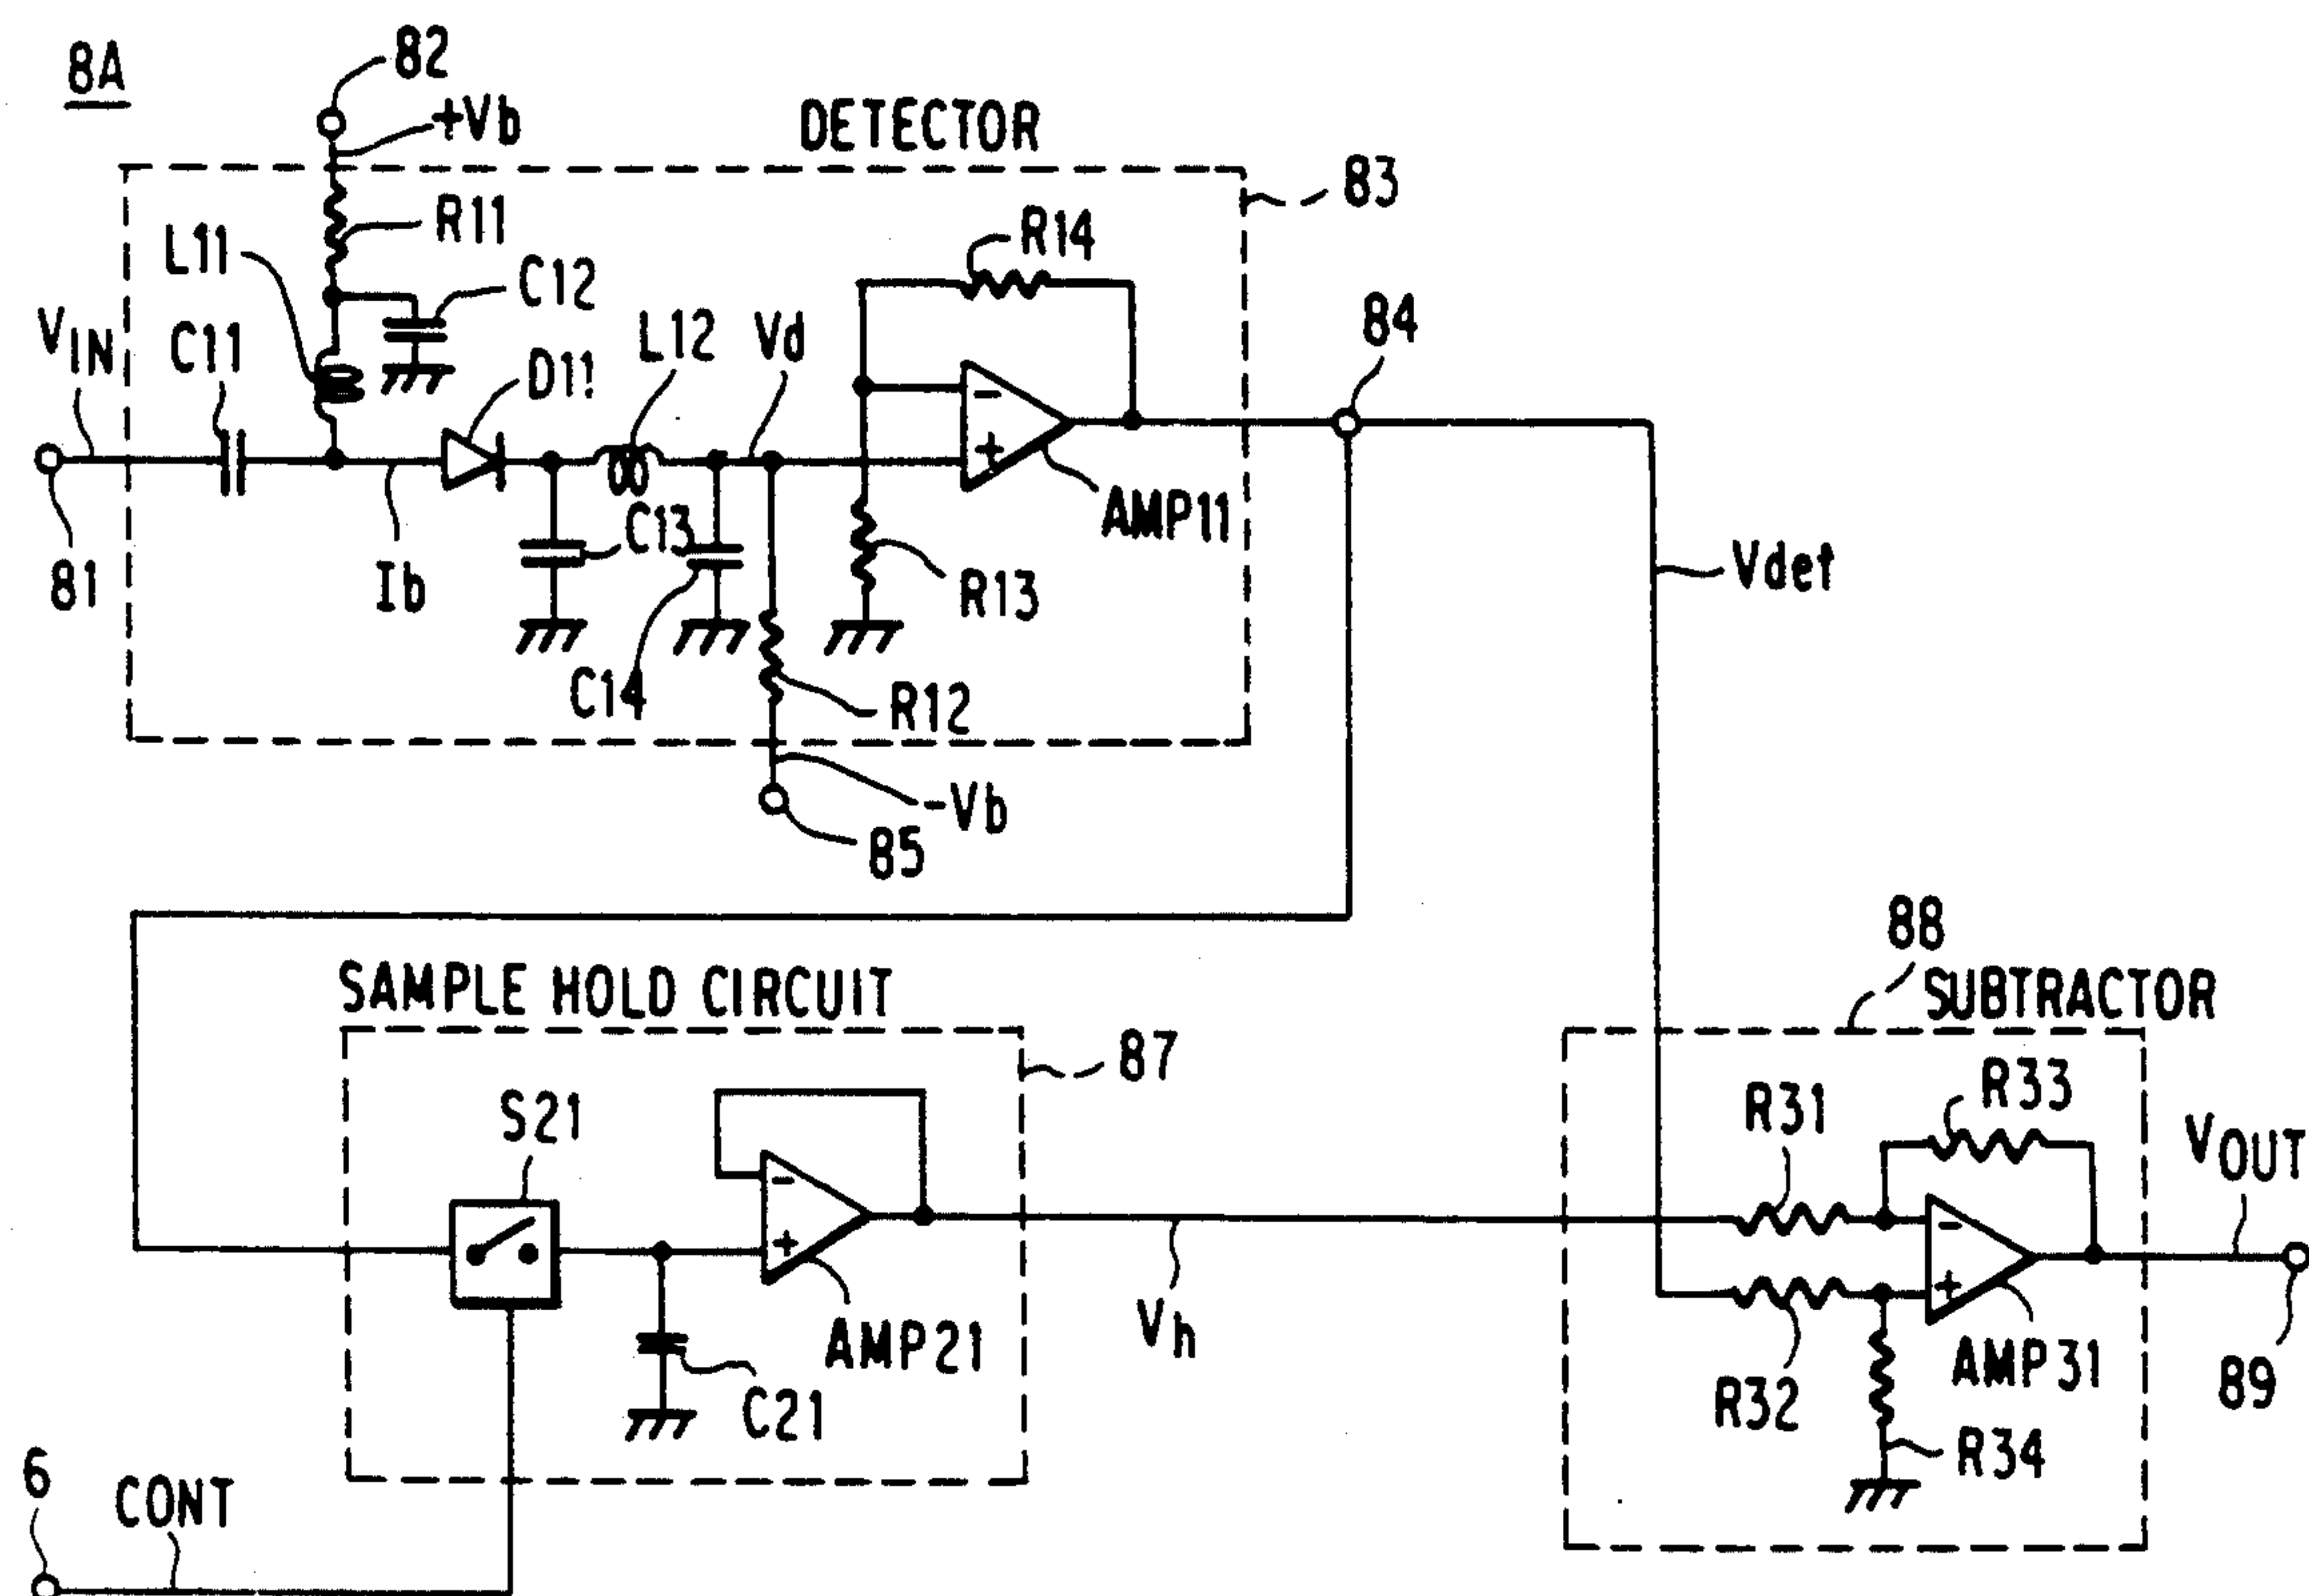 8A
82
+Vb
DETECTOR
83
R11
R14
L11
C12
VIN
C11
D11
L12
Vd
84
81
Ib
C13
AMP11
R13
Vdet
C14
R12
-Vb
85
88
SAMPLE HOLD CIRCUIT
SUBTRACTOR
87
S21
R31
R33
VOUT
Vh
AMP21
C21
R32
AMP31
89
R34
6
CONT